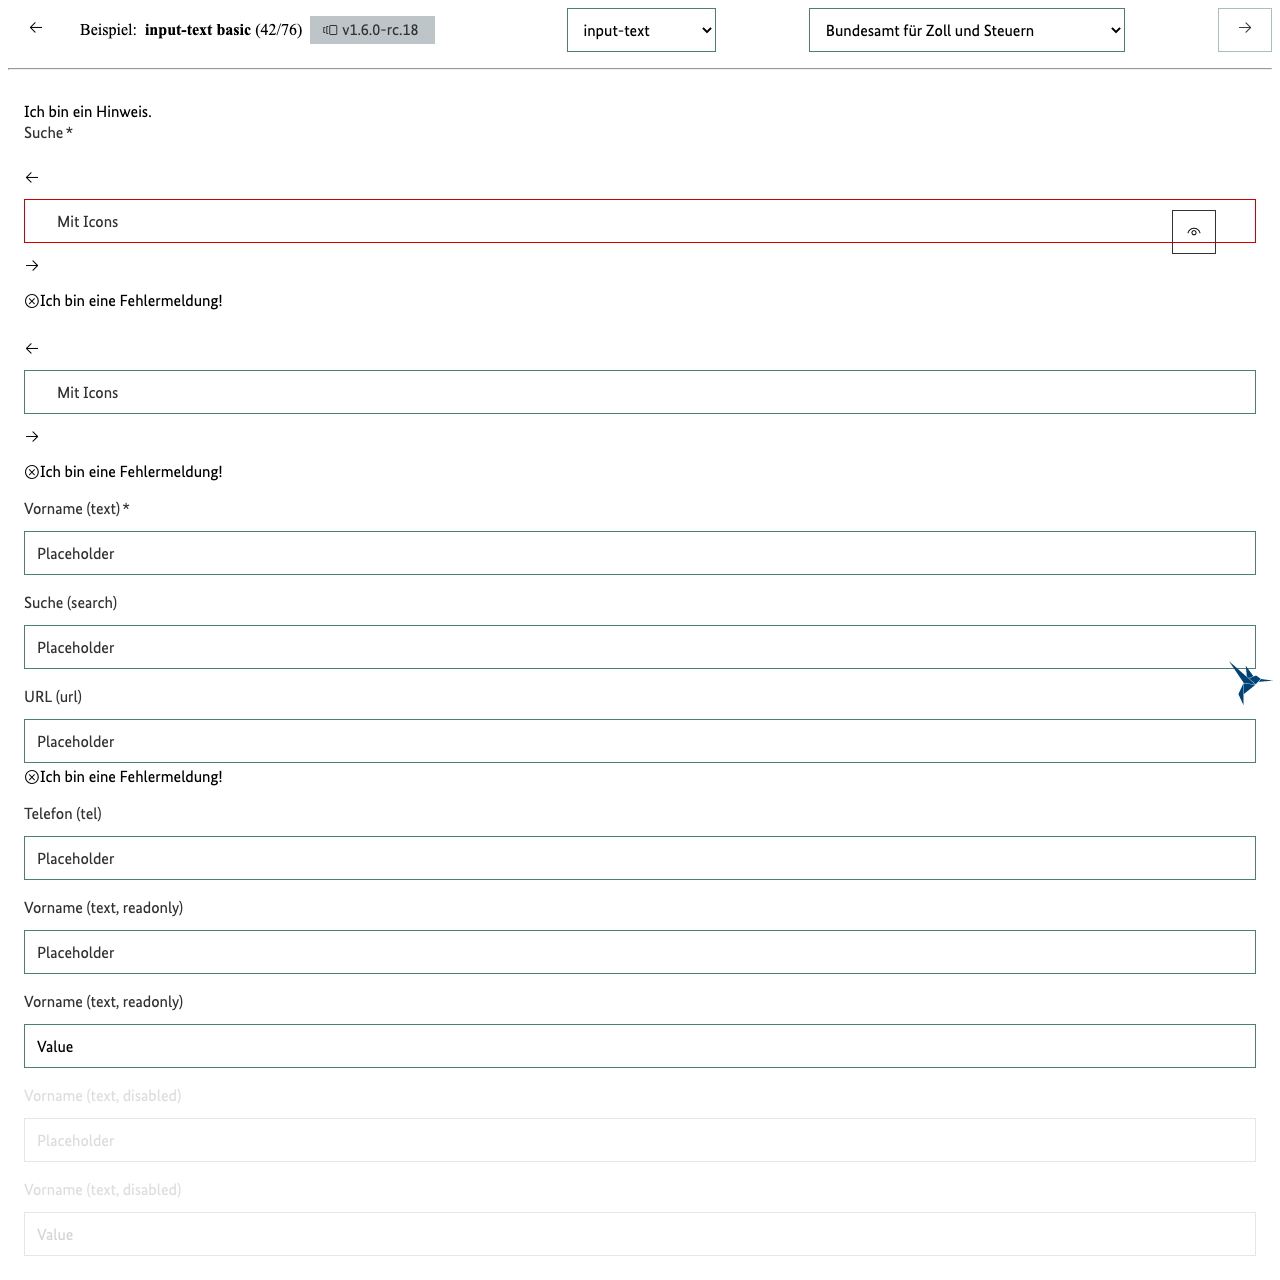 Beispiel: input-text basic (42/76) v1.6.0-rc.18 input-text Bundesamt für Zoll und Steuern
Ich bin ein Hinweis.
Suche*
Mit Icons
Ich bin eine Fehlermeldung!
Mit Icons
Ich bin eine Fehlermeldung!
Vorname (text)*
Placeholder
Suche (search)
Placeholder
URL (url)
Placeholder
Ich bin eine Fehlermeldung!
Telefon (tel)
Placeholder
Vorname (text, readonly)
Placeholder
Vorname (text, readonly)
Value
Vorname (text, disabled)
Placeholder
Vorname (text, disabled)
Value